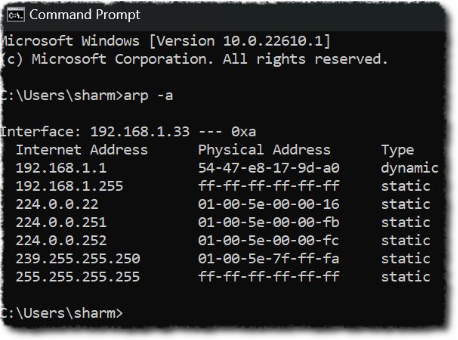 Command Prompt
Microsoft Windows [Version 10.0.22610.1]
(c) Microsoft Corporation. All rights reserved.
C:\Users\sharm>arp -a
Interface: 192.168.1.33 --- 0xa
Internet Address Physical Address Type
192.168.1.1 54-47-e8-17-9d-a0 dynamic
192.168.1.255 ff-ff-ff-ff-ff-ff static
224.0.0.22 01-00-5e-00-00-16 static
224.0.0.251 01-00-5e-00-00-fb static
224.0.0.252 01-00-5e-00-00-fc static
239.255.255.250 01-00-5e-7f-ff-fa static
255.255.255.255 ff-ff-ff-ff-ff-ff static
C:\Users\sharm>